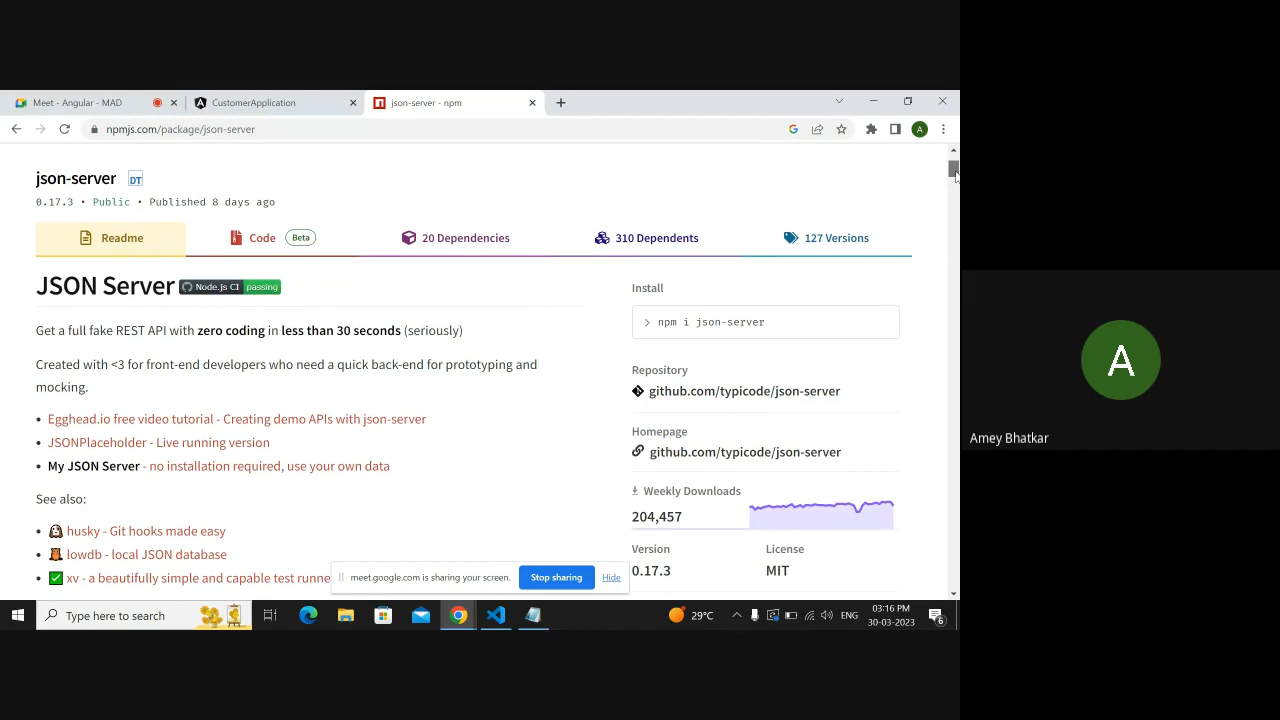 Meet - Angular - MAD
CustomerApplication
json-server - npm
npmjs.com/package/json-server
A
json-server
DT
0.17.3 • Public • Published 8 days ago
Readme
Code
Beta
20 Dependencies
310 Dependents
127 Versions
JSON Server
Node.js CI passing
Get a full fake REST API with zero coding in less than 30 seconds (seriously)
Created with <3 for front-end developers who need a quick back-end for prototyping and
mocking.
• Egghead.io free video tutorial - Creating demo APIs with json-server
• JSONPlaceholder - Live running version
• My JSON Server - no installation required, use your own data
See also:
• husky - Git hooks made easy
• lowdb - local JSON database
• xv - a beautifully simple and capable test runne
Install
> npm i json-server
Repository
github.com/typicode/json-server
Homepage
github.com/typicode/json-server
Weekly Downloads
204,457
Version
License
0.17.3
MIT
meet.google.com is sharing your screen.
Stop sharing
Hide
Type here to search
29°C
ENG
03:16 PM
30-03-2023
6
A
Amey Bhatkar